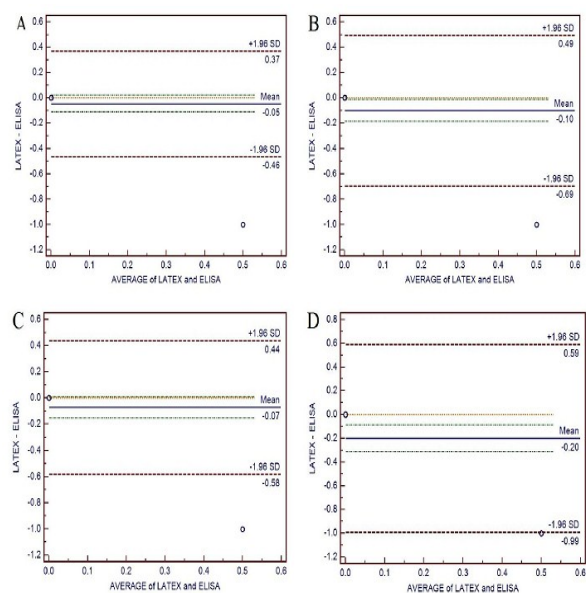 A
LATEX - ELISA
0.6
0.4
0.2
0.0
-0.2
-0.4
-0.6
-0.8
-1.0
-1.2
+1.96 SD
0.37
Mean
-0.05
-1.96 SD
-0.46
0.0 0.1 0.2 0.3 0.4 0.5 0.6
AVERAGE of LATEX and ELISA
B
LATEX - ELISA
0.6
0.4
0.2
0.0
-0.2
-0.4
-0.6
-0.8
-1.0
-1.2
+1.96 SD
0.49
Mean
-0.10
-1.96 SD
-0.69
0.0 0.1 0.2 0.3 0.4 0.5 0.6
AVERAGE of LATEX and ELISA
C
LATEX - ELISA
0.6
0.4
0.2
0.0
-0.2
-0.4
-0.6
-0.8
-1.0
-1.2
+1.96 SD
0.44
Mean
-0.07
-1.96 SD
-0.58
0.0 0.1 0.2 0.3 0.4 0.5 0.6
AVERAGE of LATEX and ELISA
D
LATEX - ELISA
0.8
0.6
0.4
0.2
0.0
-0.2
-0.4
-0.6
-0.8
-1.0
-1.2
+1.96 SD
0.59
Mean
-0.20
-1.96 SD
-0.99
0.0 0.1 0.2 0.3 0.4 0.5 0.6
AVERAGE of LATEX and ELISA